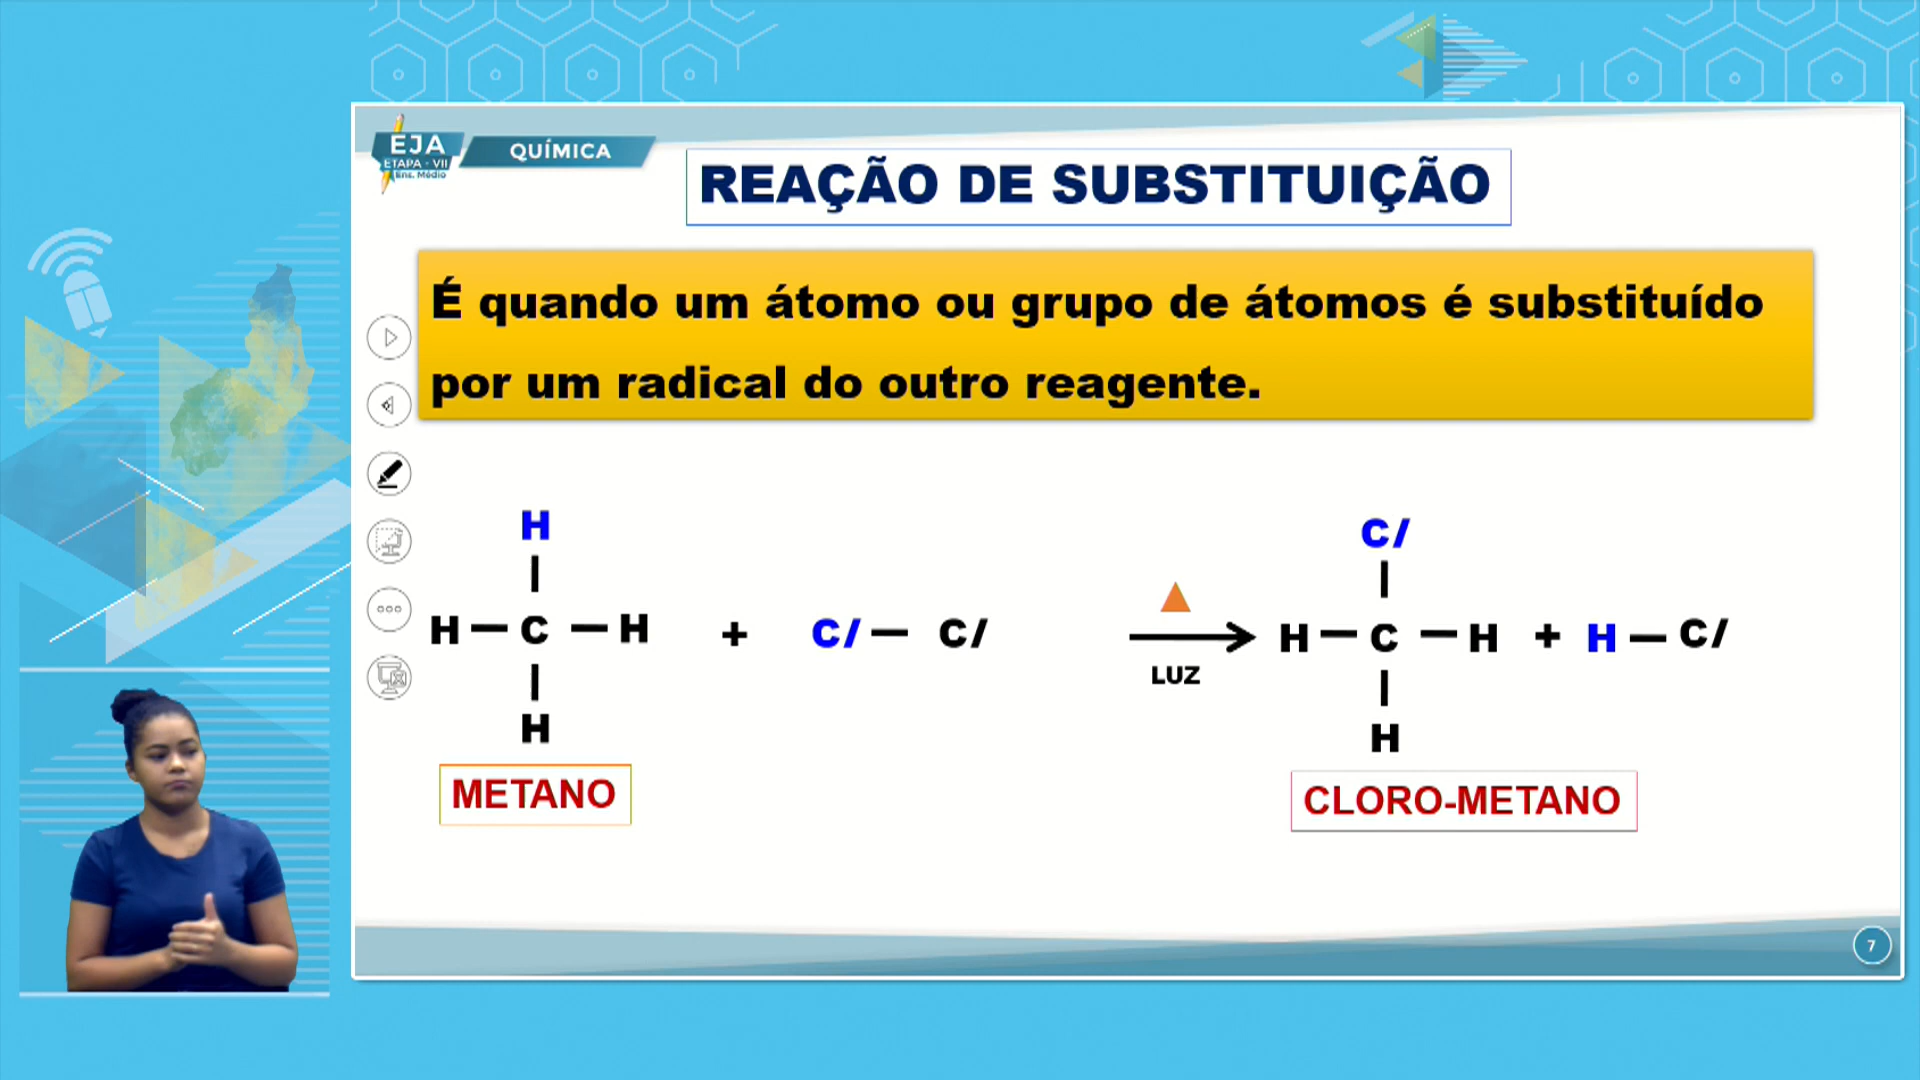 EJA
ETAPA - VII
Ens. Médio
QUÍMICA
REAÇÃO DE SUBSTITUIÇÃO
É quando um átomo ou grupo de átomos é substituído
por um radical do outro reagente.
H
H — C — H + Cl — Cl
H
METANO
LUZ
Cl
H — C — H + H — Cl
H
CLORO-METANO
7